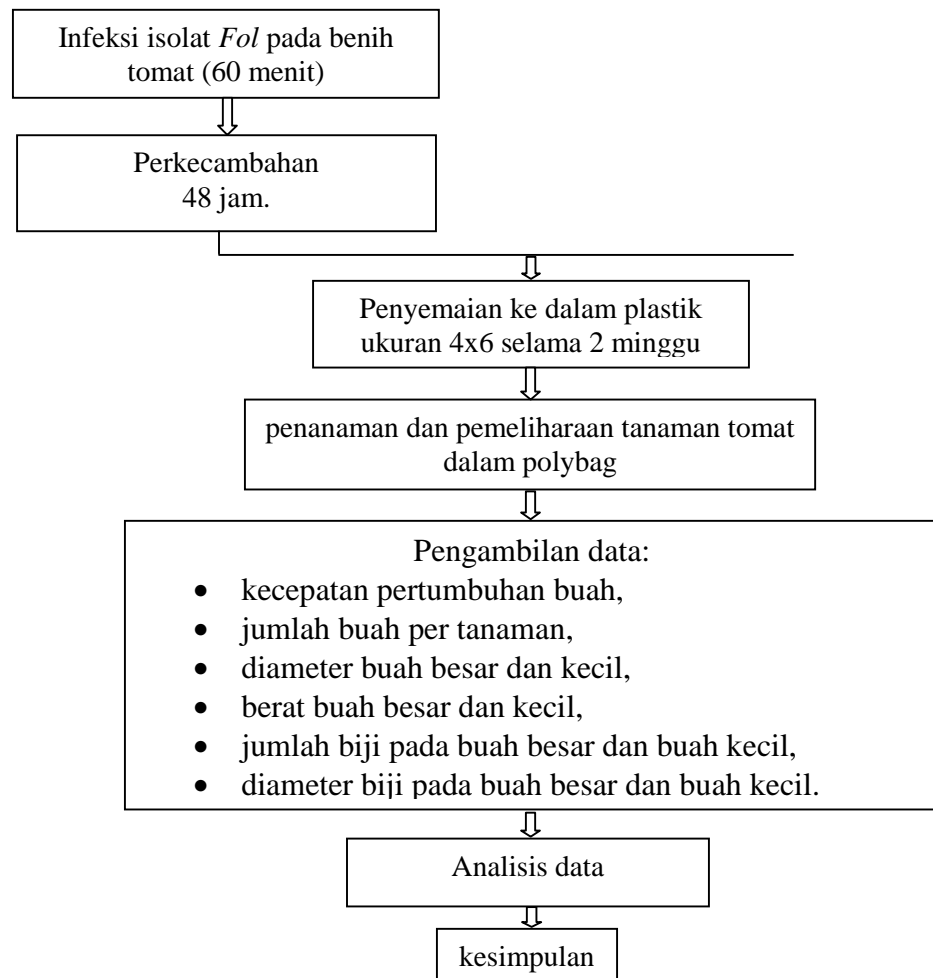 Infeksi isolat Fol pada benih
tomat (60 menit)
Perkecambahan
48 jam.
Penyemaian ke dalam plastik
ukuran 4x6 selama 2 minggu
penanaman dan pemeliharaan tanaman tomat
dalam polybag
Pengambilan data:
• kecepatan pertumbuhan buah,
• jumlah buah per tanaman,
• diameter buah besar dan kecil,
• berat buah besar dan kecil,
• jumlah biji pada buah besar dan buah kecil,
• diameter biji pada buah besar dan buah kecil.
Analisis data
kesimpulan